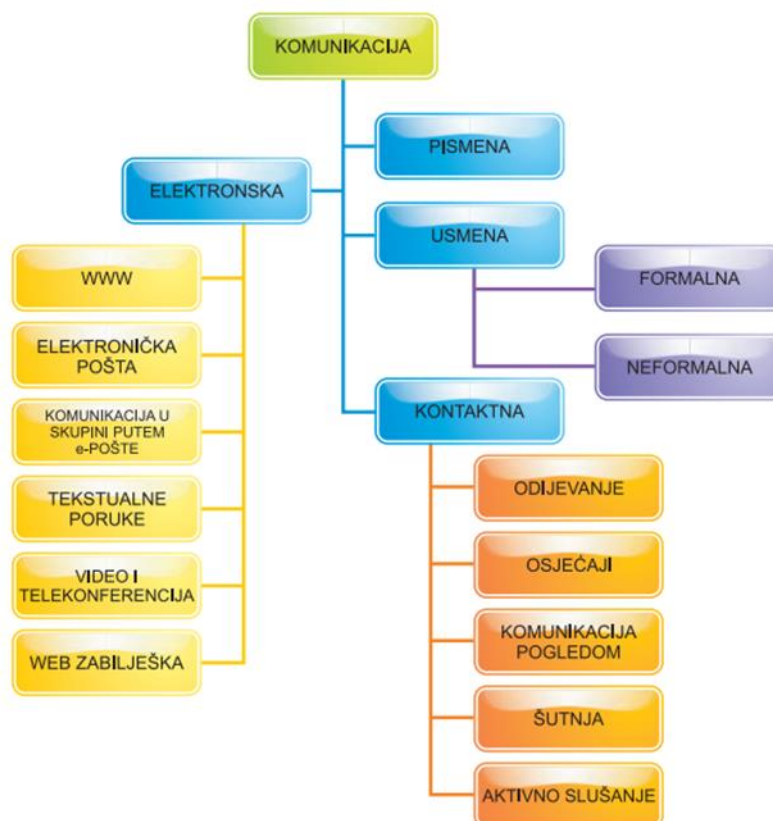 KOMUNIKACIJA
PISMENA
ELEKTRONSKA
USMENA
WWW
ELEKTRONIČKA
POŠTA
KOMUNIKACIJA U
SKUPINI PUTEM
e-POŠTE
TEKSTUALNE
PORUKE
VIDEO I
TELEKONFERENCIJA
WEB ZABILJEŠKA
FORMALNA
NEFORMALNA
KONTAKTNA
ODIJEVANJE
OSJEĆAJI
KOMUNIKACIJA
POGLEDOM
ŠUTNJA
AKTIVNO SLUŠANJE